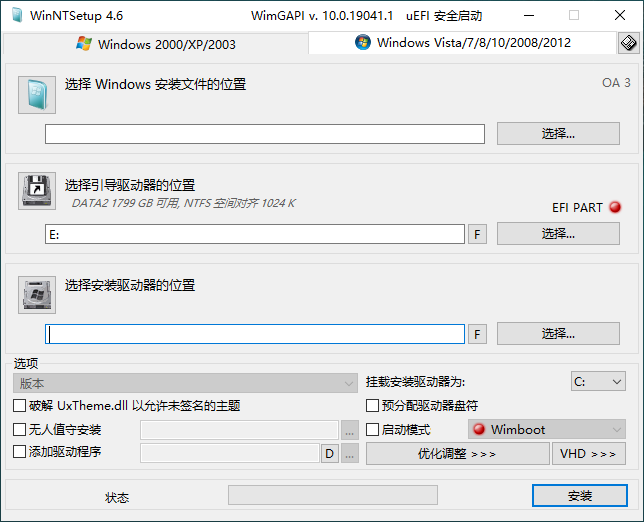 WinNTSetup 4.6 WimGAPI v. 10.0.19041.1 uEFI 安全启动
Windows 2000/XP/2003 Windows Vista/7/8/10/2008/2012
选择 Windows 安装文件的位置 OA 3
选择...
选择引导驱动器的位置
DATA2 1799 GB 可用, NTFS 空间对齐 1024 K
EFI PART
E: F 选择...
选择安装驱动器的位置
F 选择...
选项
版本 挂载安装驱动器为: C:
破解 UxTheme.dll 以允许未签名的主题 预分配驱动器盘符
无人值守安装 ... 启动模式 Wimboot
添加驱动程序 D ... 优化调整 >>> VHD >>>
状态 安装